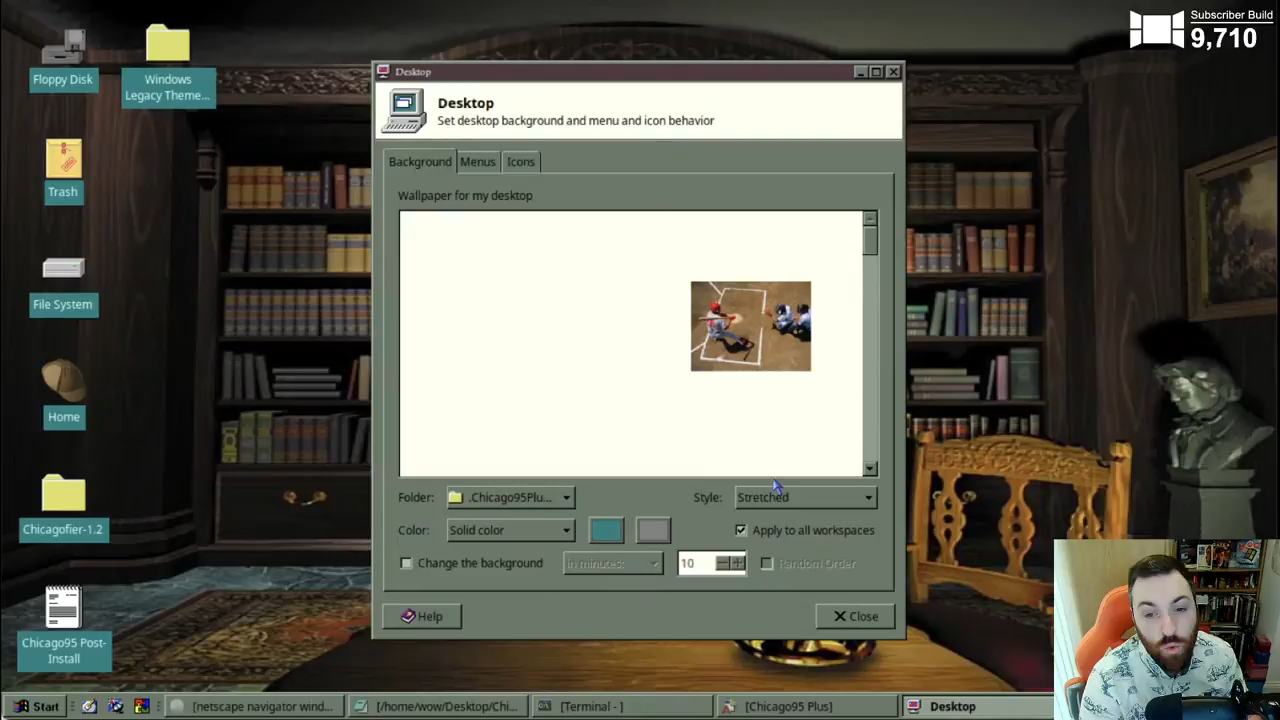 Subscriber Build
9,710
Floppy Disk
Windows
Legacy Theme...
Trash
File System
Home
Chicagofier-1.2
Chicago95 Post-
Install
Desktop
Desktop
Set desktop background and menu and icon behavior
Background Menus Icons
Wallpaper for my desktop
Folder: .Chicago95Plu... Style: Stretched
Color: Solid color Apply to all workspaces
Change the background in minutes: 10 Random Order
Help Close
Start [netscape navigator wind... [/home/wow/Desktop/Chi... [Terminal - ] [Chicago95 Plus] Desktop